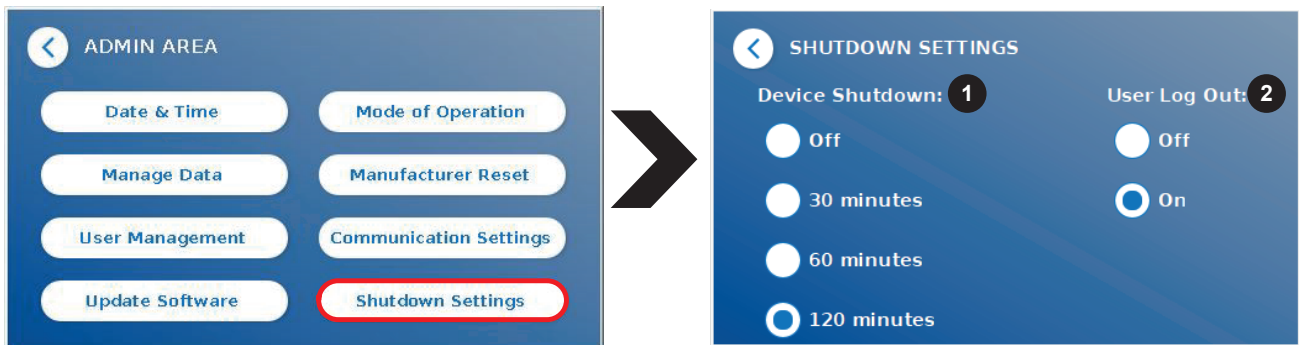 ADMIN AREA
Date & Time
Mode of Operation
Manage Data
Manufacturer Reset
User Management
Communication Settings
Update Software
Shutdown Settings
SHUTDOWN SETTINGS
Device Shutdown: 1
User Log Out: 2
Off
Off
30 minutes
On
60 minutes
120 minutes